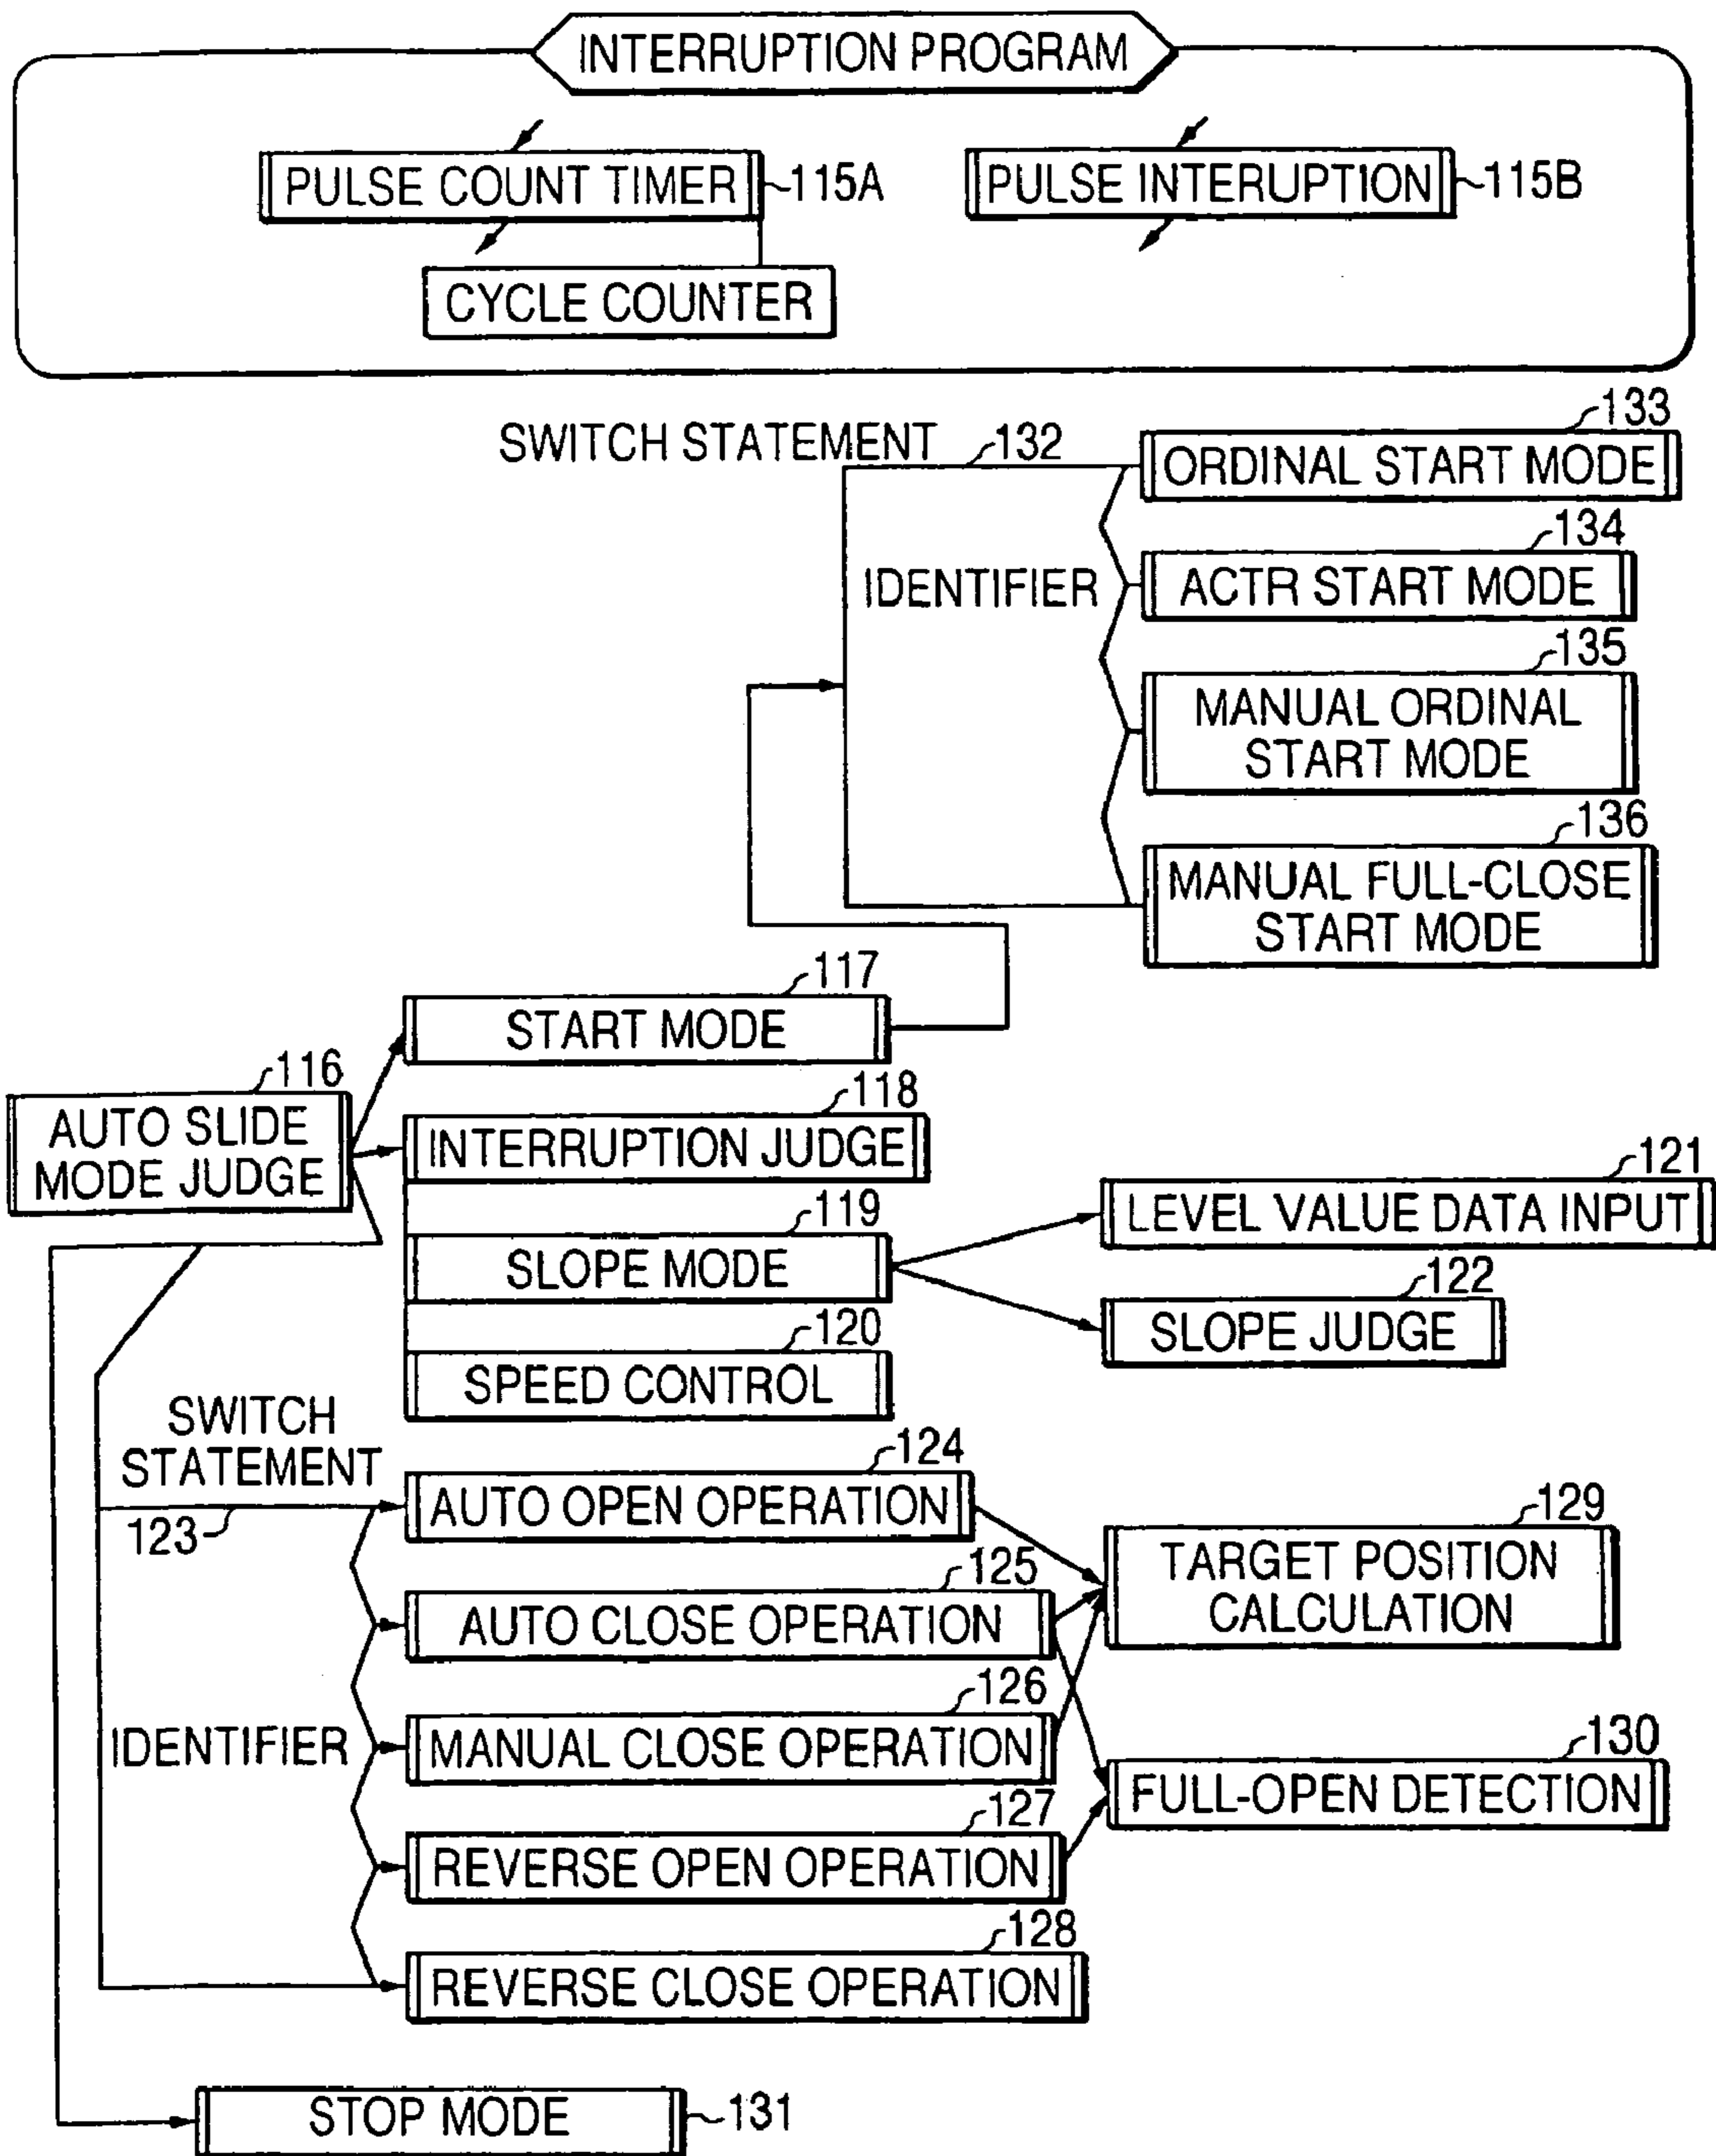 INTERRUPTION PROGRAM
PULSE COUNT TIMER
115A
PULSE INTERUPTION
115B
CYCLE COUNTER
SWITCH STATEMENT
132
133
ORDINAL START MODE
134
IDENTIFIER
ACTR START MODE
135
MANUAL ORDINAL
START MODE
136
MANUAL FULL-CLOSE
START MODE
117
START MODE
116
AUTO SLIDE
MODE JUDGE
118
INTERRUPTION JUDGE
121
LEVEL VALUE DATA INPUT
119
SLOPE MODE
122
SLOPE JUDGE
120
SPEED CONTROL
SWITCH
STATEMENT
123
124
AUTO OPEN OPERATION
129
TARGET POSITION
CALCULATION
125
AUTO CLOSE OPERATION
126
IDENTIFIER
MANUAL CLOSE OPERATION
130
FULL-OPEN DETECTION
127
REVERSE OPEN OPERATION
128
REVERSE CLOSE OPERATION
STOP MODE
131